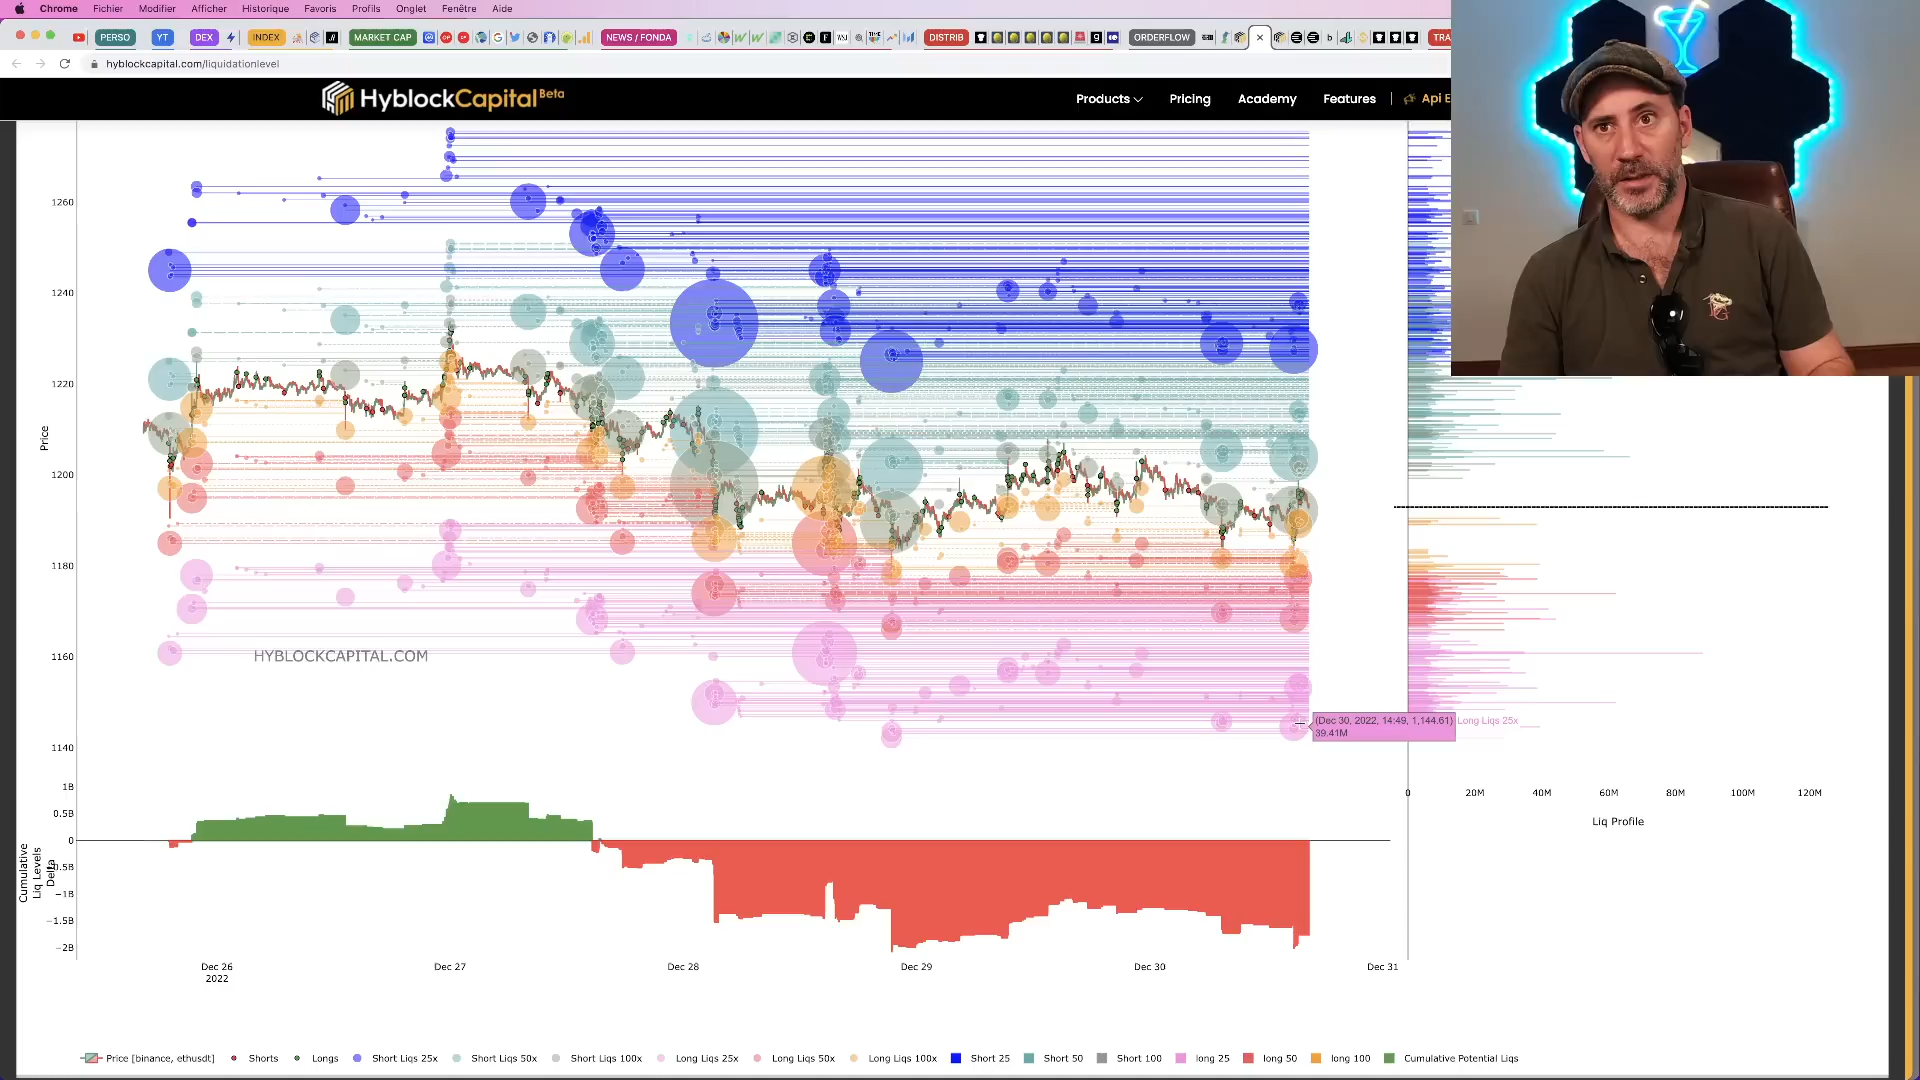 Chrome Fichier Modifier Afficher Historique Favoris Profils Onglet Fenêtre Aide
PERSO YT DEX INDEX MARKET CAP NEWS / FONDA DISTRIB ORDERFLOW TRA
hyblockcapital.com/liquidationlevel
HyblockCapital Beta
Products Pricing Academy Features Api E
1260
1240
1220
1200
1180
1160
1140
Price
HYBLOCKCAPITAL.COM
(Dec 30, 2022, 14:49, 1,144.61) Long Liqs 25x
39.41M
0 20M 40M 60M 80M 100M 120M
Liq Profile
1B
0.5B
0
−0.5B
−1B
−1.5B
−2B
Cumulative
Liq Levels
Delta
Dec 26 Dec 27 Dec 28 Dec 29 Dec 30 Dec 31
2022
Price [binance, ethusdt] Shorts Longs Short Liqs 25x Short Liqs 50x Short Liqs 100x Long Liqs 25x Long Liqs 50x Long Liqs 100x Short 25 Short 50 Short 100 long 25 long 50 long 100 Cumulative Potential Liqs